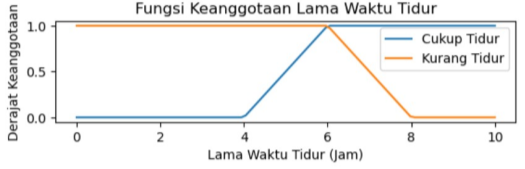 Fungsi Keanggotaan Lama Waktu Tidur
Derajat Keanggotaan
1.0
0.5
0.0
Cukup Tidur
Kurang Tidur
0 2 4 6 8 10
Lama Waktu Tidur (Jam)